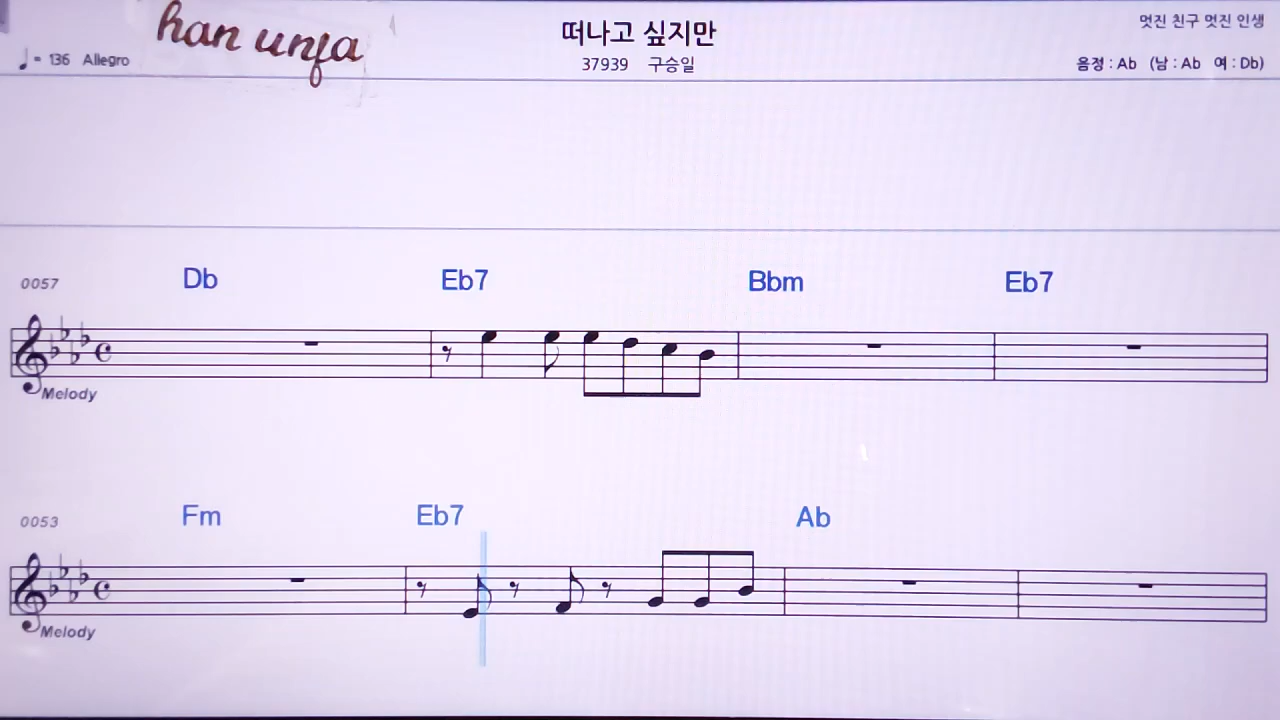 han unfa
떠나고 싶지만
멋진 친구 멋진 인생
♩= 136 Allegro
37939 구승일
음정 : Ab (남 : Ab 여 : Db)
0057 Db Eb7 Bbm Eb7
Melody
0053 Fm Eb7 Ab
Melody